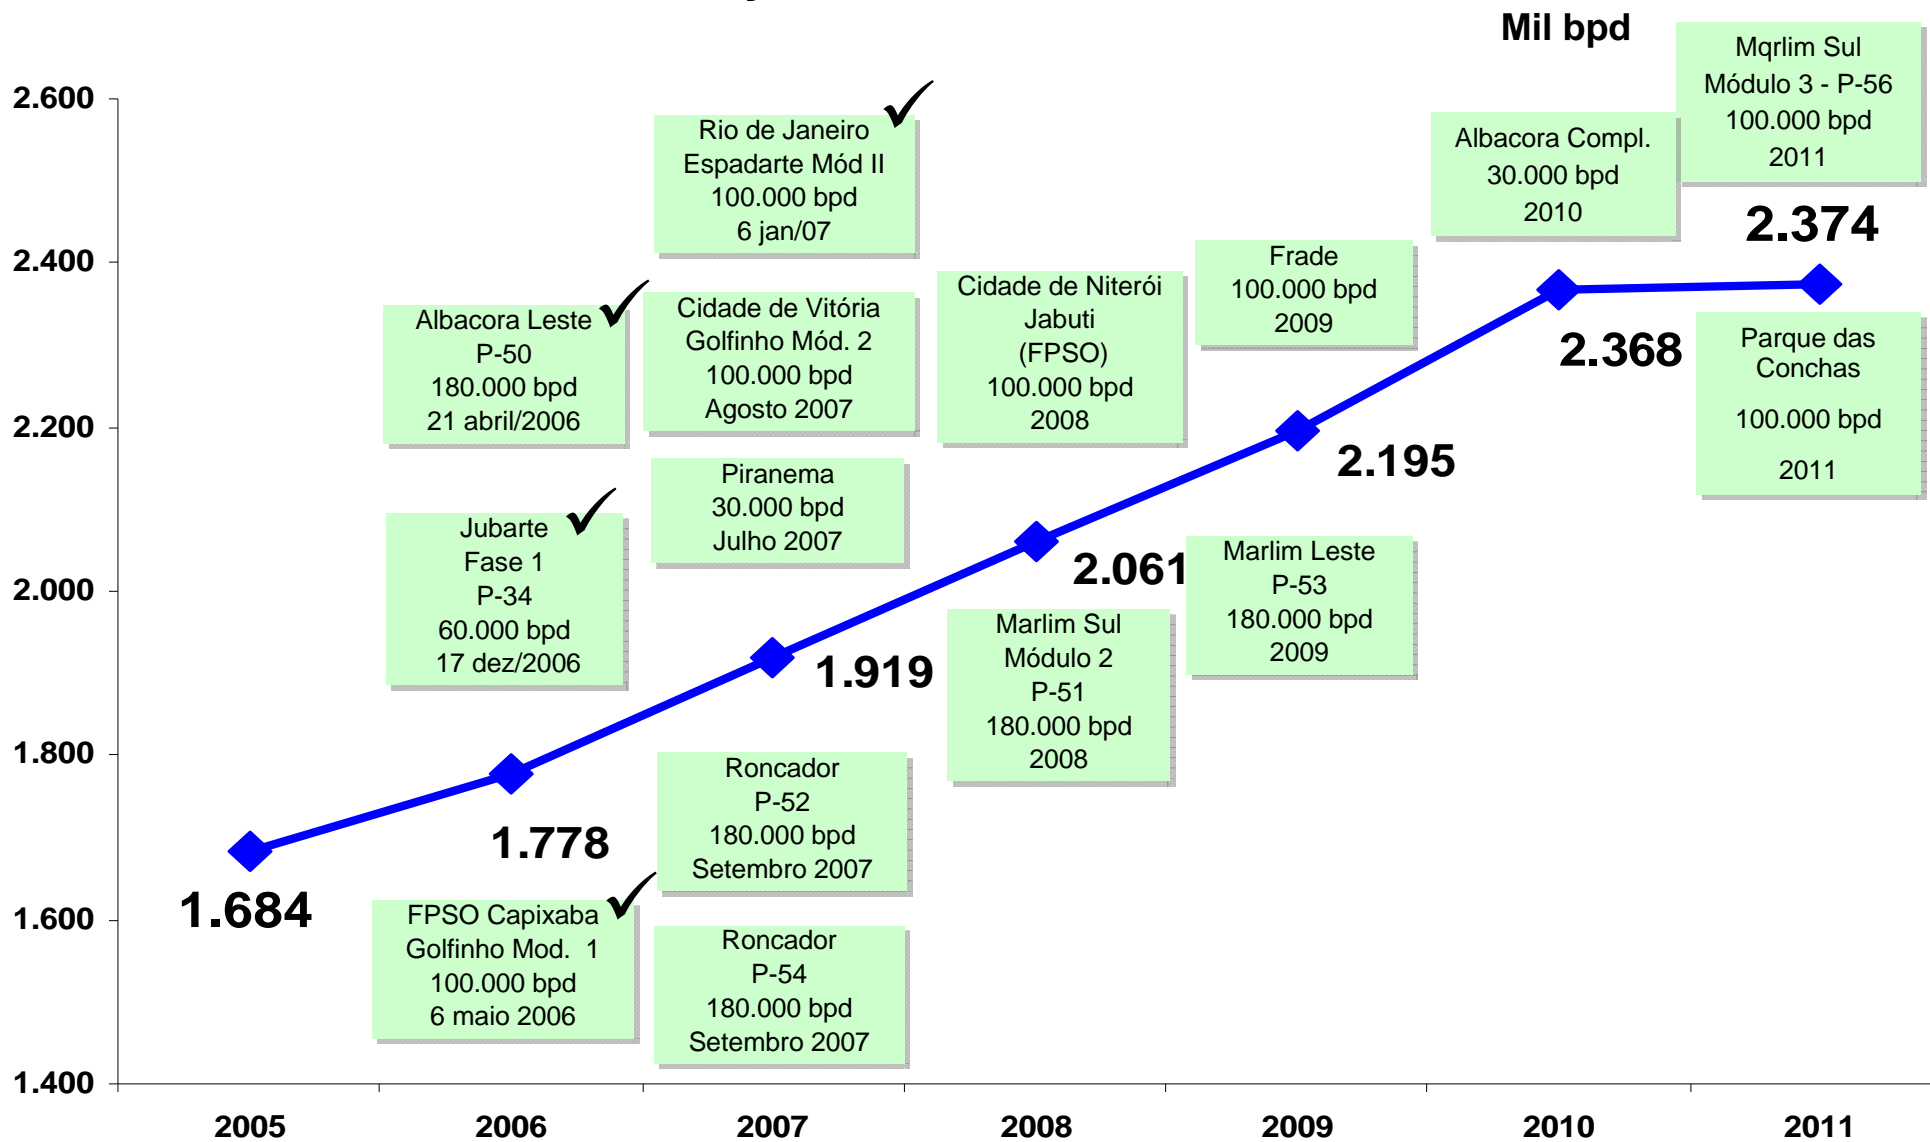 Mil bpd
2.600
2.400
2.200
2.000
1.800
1.600
1.400
Rio de Janeiro
Espadarte Mód II
100.000 bpd
6 jan/07
Albacora Leste
P-50
180.000 bpd
21 abril/2006
Cidade de Vitória
Golfinho Mód. 2
100.000 bpd
Agosto 2007
Cidade de Niterói
Jabuti
(FPSO)
100.000 bpd
2008
Frade
100.000 bpd
2009
Albacora Compl.
30.000 bpd
2010
Mqrlim Sul
Módulo 3 - P-56
100.000 bpd
2011
2.374
2.368
Parque das
Conchas
100.000 bpd
2011
Jubarte
Fase 1
P-34
60.000 bpd
17 dez/2006
Piranema
30.000 bpd
Julho 2007
2.195
2.061
Marlim Leste
P-53
180.000 bpd
2009
1.919
Marlim Sul
Módulo 2
P-51
180.000 bpd
2008
1.778
Roncador
P-52
180.000 bpd
Setembro 2007
1.684
FPSO Capixaba
Golfinho Mod. 1
100.000 bpd
6 maio 2006
Roncador
P-54
180.000 bpd
Setembro 2007
2005
2006
2007
2008
2009
2010
2011